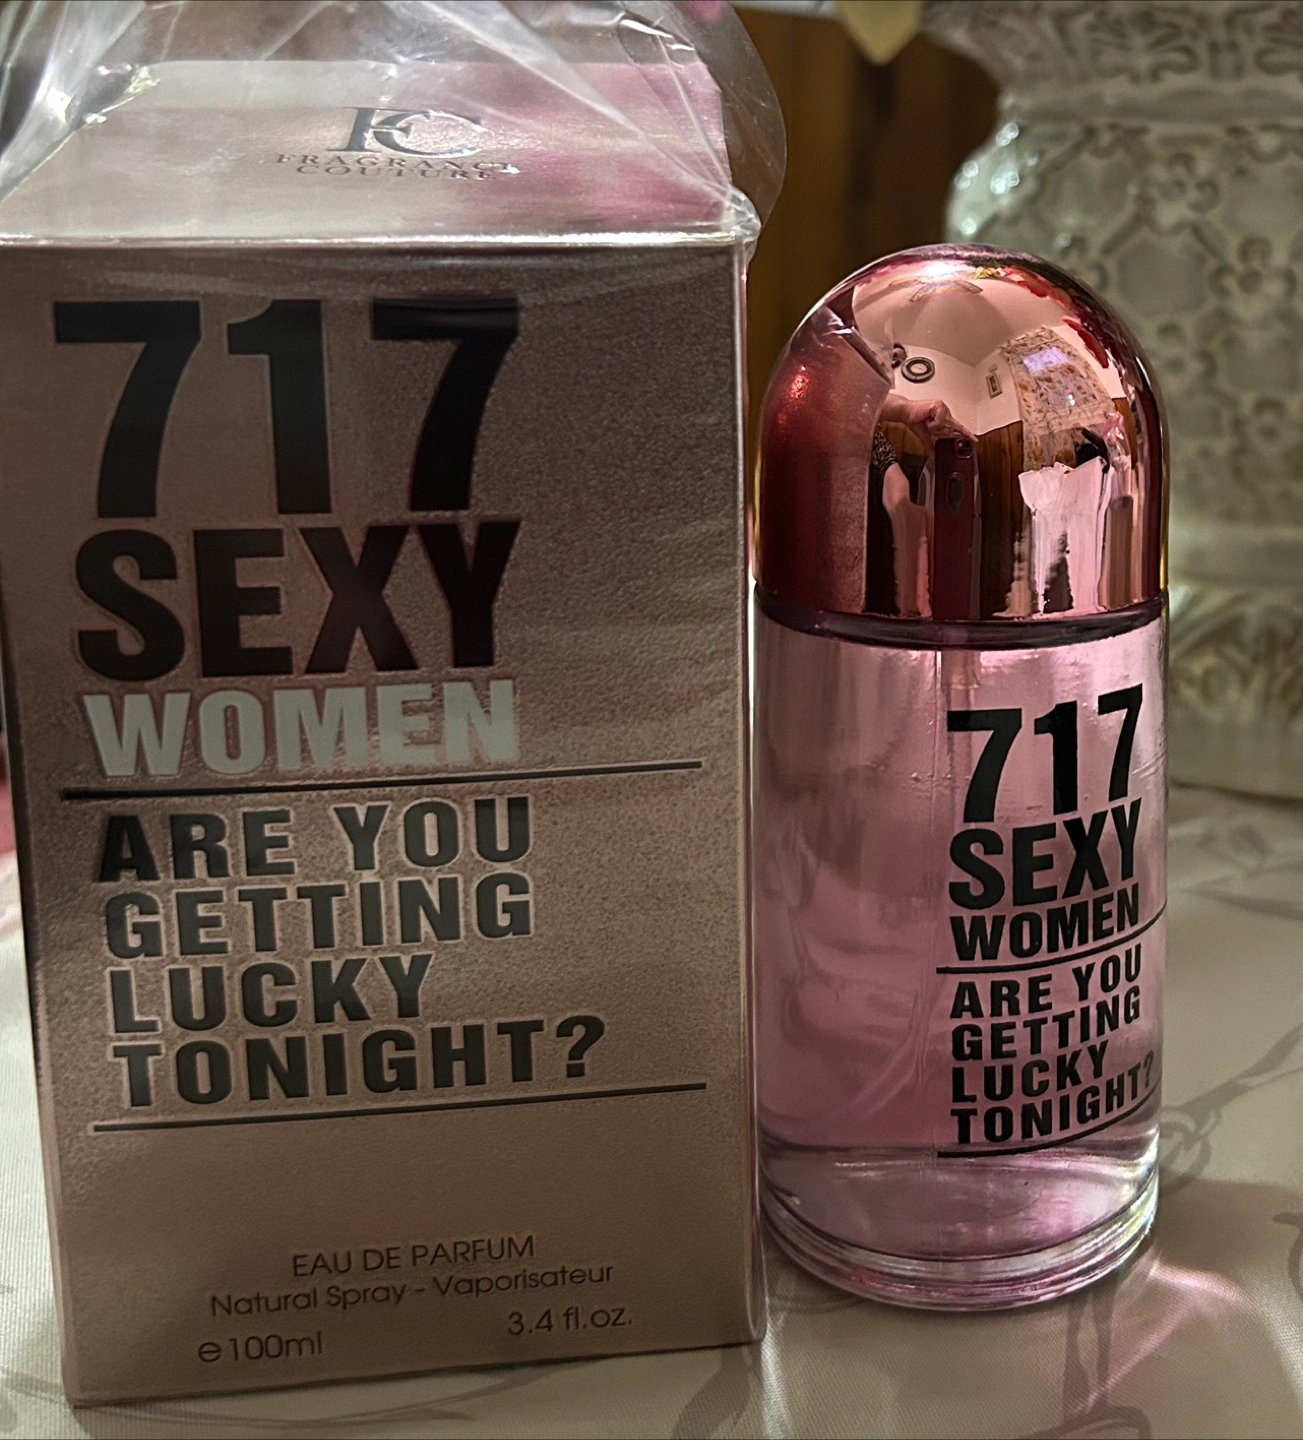 FC
FRAGRANCE
COUTURE
717
SEXY
WOMEN
ARE YOU
GETTING
LUCKY
TONIGHT?
EAU DE PARFUM
Natural Spray - Vaporisateur
e100ml 3.4 fl.oz.
717
SEXY
WOMEN
ARE YOU
GETTING
LUCKY
TONIGHT?